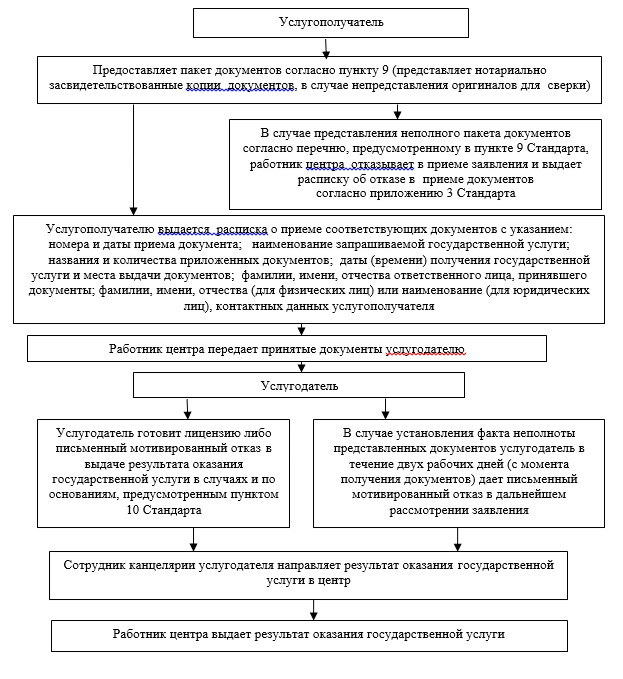 Услугополучатель
Предоставляет пакет документов согласно пункту 9 (представляет нотариально
засвидетельствованные копии документов, в случае непредставления оригиналов для сверки)
В случае представления неполного пакета документов
согласно перечню, предусмотренному в пункте 9 Стандарта,
работник центра отказывает в приеме заявления и выдает
расписку об отказе в приеме документов
согласно приложению 3 Стандарта
Услугополучателю выдается расписка о приеме соответствующих документов с указанием:
номера и даты приема документа; наименование запрашиваемой государственной услуги;
названия и количества приложенных документов; даты (времени) получения государственной
услуги и места выдачи документов; фамилии, имени, отчества ответственного лица, принявшего
документы; фамилии, имени, отчества (для физических лиц) или наименование (для юридических
лиц), контактных данных услугополучателя
Работник центра передает принятые документы услугодателю
Услугодатель
Услугодатель готовит лицензию либо
письменный мотивированный отказ в
выдаче результата оказания
государственной услуги в случаях и по
основаниям, предусмотренным пунктом
10 Стандарта
В случае установления факта неполноты
представленных документов услугодатель в
течение двух рабочих дней (с момента
получения документов) дает письменный
мотивированный отказ в дальнейшем
рассмотрении заявления
Сотрудник канцелярии услугодателя направляет результат оказания государственной
услуги в центр
Работник центра выдает результат оказания государственной услуги